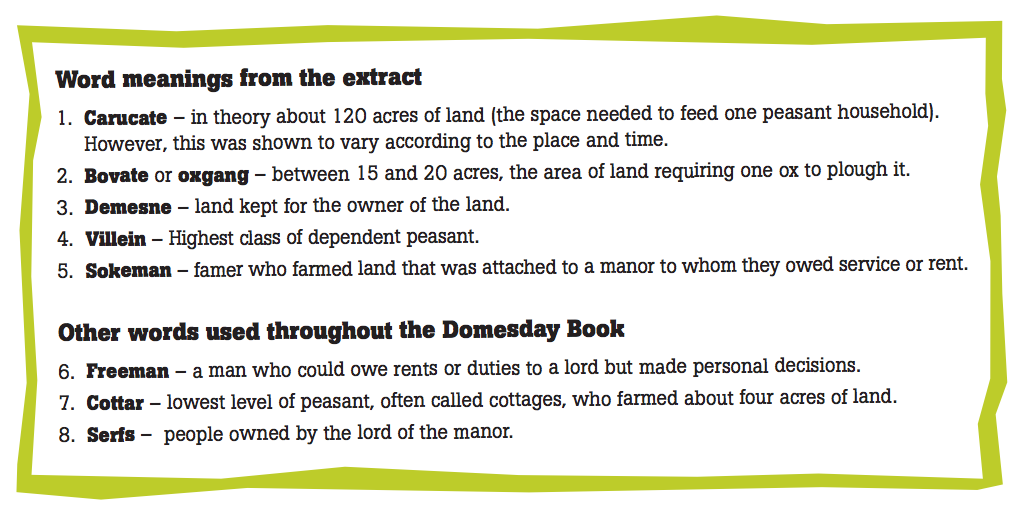 Word meanings from the extract
1. Carucate – in theory about 120 acres of land (the space needed to feed one peasant household).
However, this was shown to vary according to the place and time.
2. Bovate or oxgang – between 15 and 20 acres, the area of land requiring one ox to plough it.
3. Demesne – land kept for the owner of the land.
4. Villein – Highest class of dependent peasant.
5. Sokeman – famer who farmed land that was attached to a manor to whom they owed service or rent.
Other words used throughout the Domesday Book
6. Freeman – a man who could owe rents or duties to a lord but made personal decisions.
7. Cottar – lowest level of peasant, often called cottages, who farmed about four acres of land.
8. Serfs – people owned by the lord of the manor.